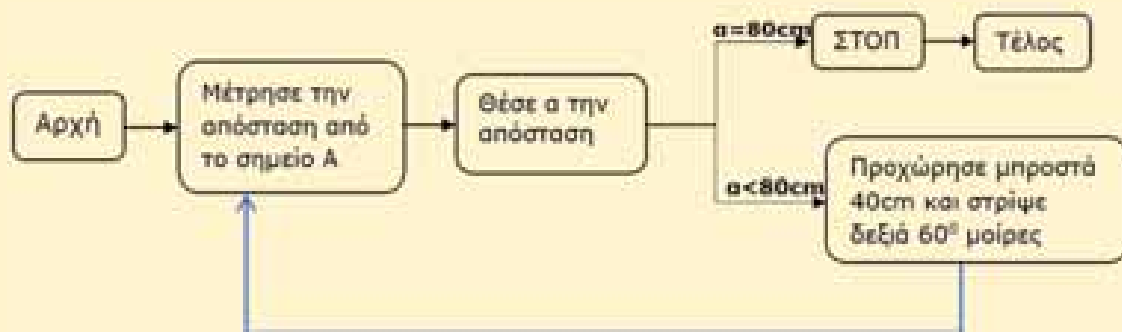 Αρχή
Μέτρησε την
απόσταση από
το σημείο Α
Θέσε α την
απόσταση
α=80cm
ΣΤΟΠ
Τέλος
α<80cm
Προχώρησε μπροστά
40cm και στρίψε
δεξιά 60⁰ μοίρες